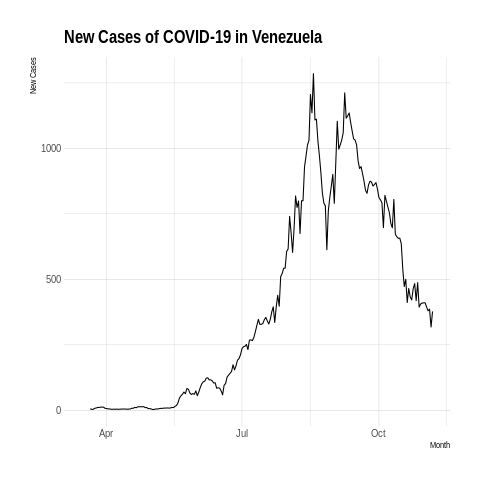 New Cases of COVID-19 in Venezuela
New Cases
1000
500
0
Apr
Jul
Oct
Month